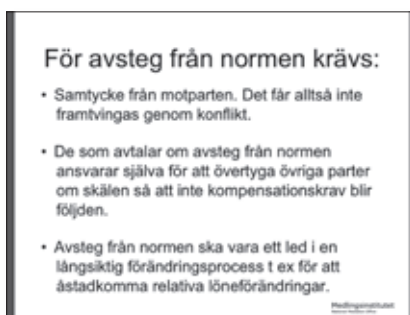 För avsteg från normen krävs:
• Samtycke från motparten. Det får alltså inte
framtvingas genom konflikt.
• De som avtalar om avsteg från normen
ansvarar själva för att övertyga övriga parter
om skälen så att inte kompensationskrav blir
följden.
• Avsteg från normen ska vara ett led i en
långsiktig förändringsprocess t ex för att
åstadkomma relativa löneförändringar.
Medlingsinstitutet